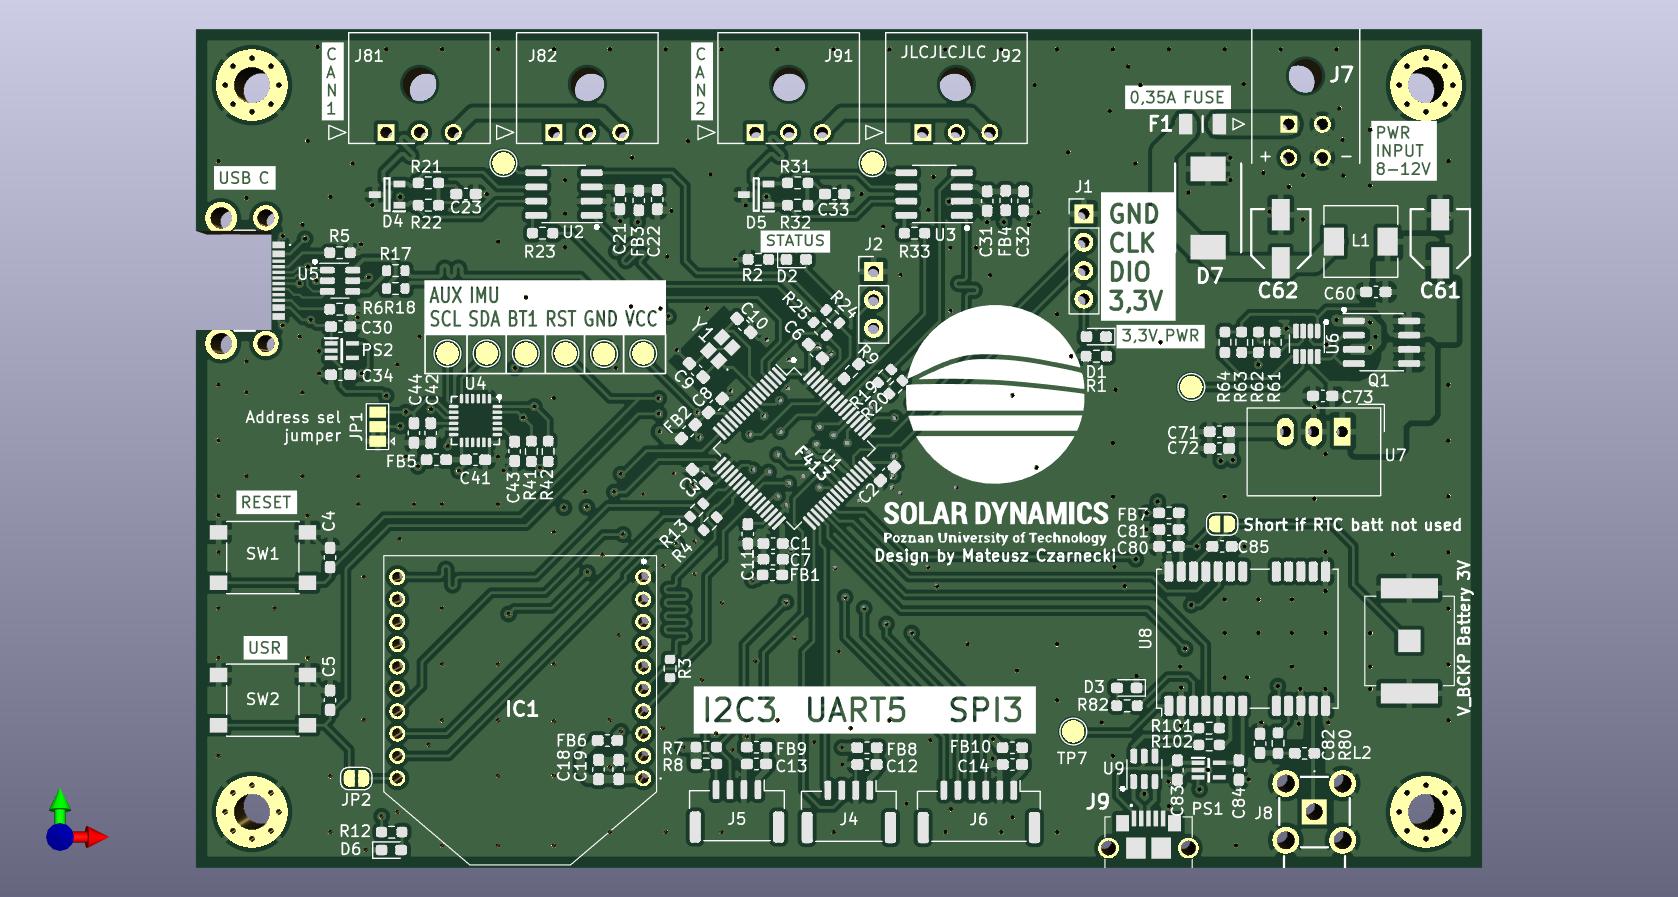 C
A
N
1
J81
J82
C
A
N
2
J91
JLCJLCJLC
J92
J7
0,35A FUSE
F1
PWR
INPUT
8-12V
+
-
USB C
R21
D4
R22
C23
R23
U2
C21
FB3
C22
R31
D5
R32
C33
R33
U3
C31
FB4
C32
STATUS
R2
D2
J2
J1
GND
CLK
DIO
3,3V
D7
C62
L1
C61
C60
R5
U5
R17
R6
R18
C30
PS2
C34
AUX IMU
SCL SDA BT1 RST GND VCC
Y1
C10
R25
R24
C6
R9
C9
C8
FB2
R19
R20
3,3V PWR
D1
R1
R64
R63
R62
R61
U6
Q1
C73
C71
C72
U7
Address sel
jumper
JP1
C44
C42
U4
FB5
C41
C43
R41
R42
U1
F413
C3
C2
R13
R4
C11
C1
C7
FB1
SOLAR DYNAMICS
Poznan University of Technology
Design by Mateusz Czarnecki
FB7
C81
C80
Short if RTC batt not used
C85
RESET
C4
SW1
USR
C5
SW2
IC1
R3
U8
V_BCKP Battery 3V
I2C3 UART5 SPI3
D3
R82
TP7
R101
R102
C82
R80
L2
FB6
C18
C19
R7
R8
FB9
C13
FB8
C12
FB10
C14
U9
C83
PS1
C84
J9
J8
JP2
R12
D6
J5
J4
J6